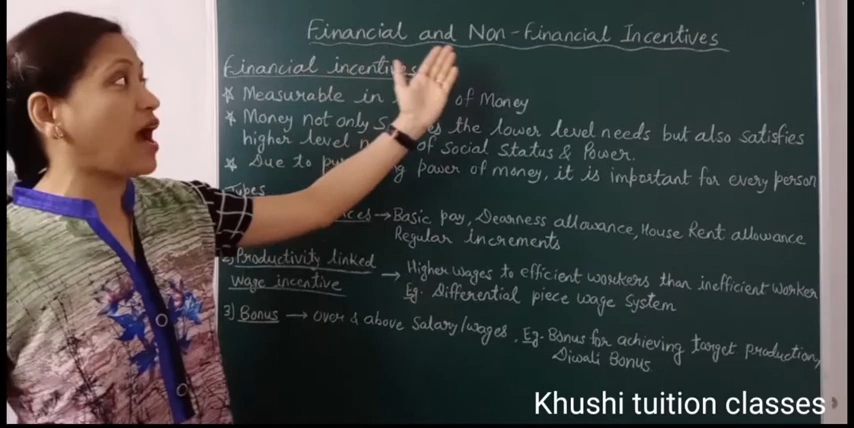 Financial and Non-Financial Incentives
Financial incentives
☆ Measurable in of Money
☆ Money not only the lower level needs but also satisfies
higher level of Social Status & Power.
☆ Due to power of money, it is important for every person
Types
→ Basic pay, Dearness allowance, House Rent allowance
Regular increments
2) Productivity linked
wage incentive → Higher wages to efficient workers than inefficient worker
Eg. Differential piece wage system
3) Bonus → over & above salary/wages, Eg. Bonus for achieving target production,
Diwali Bonus
Khushi tuition classes